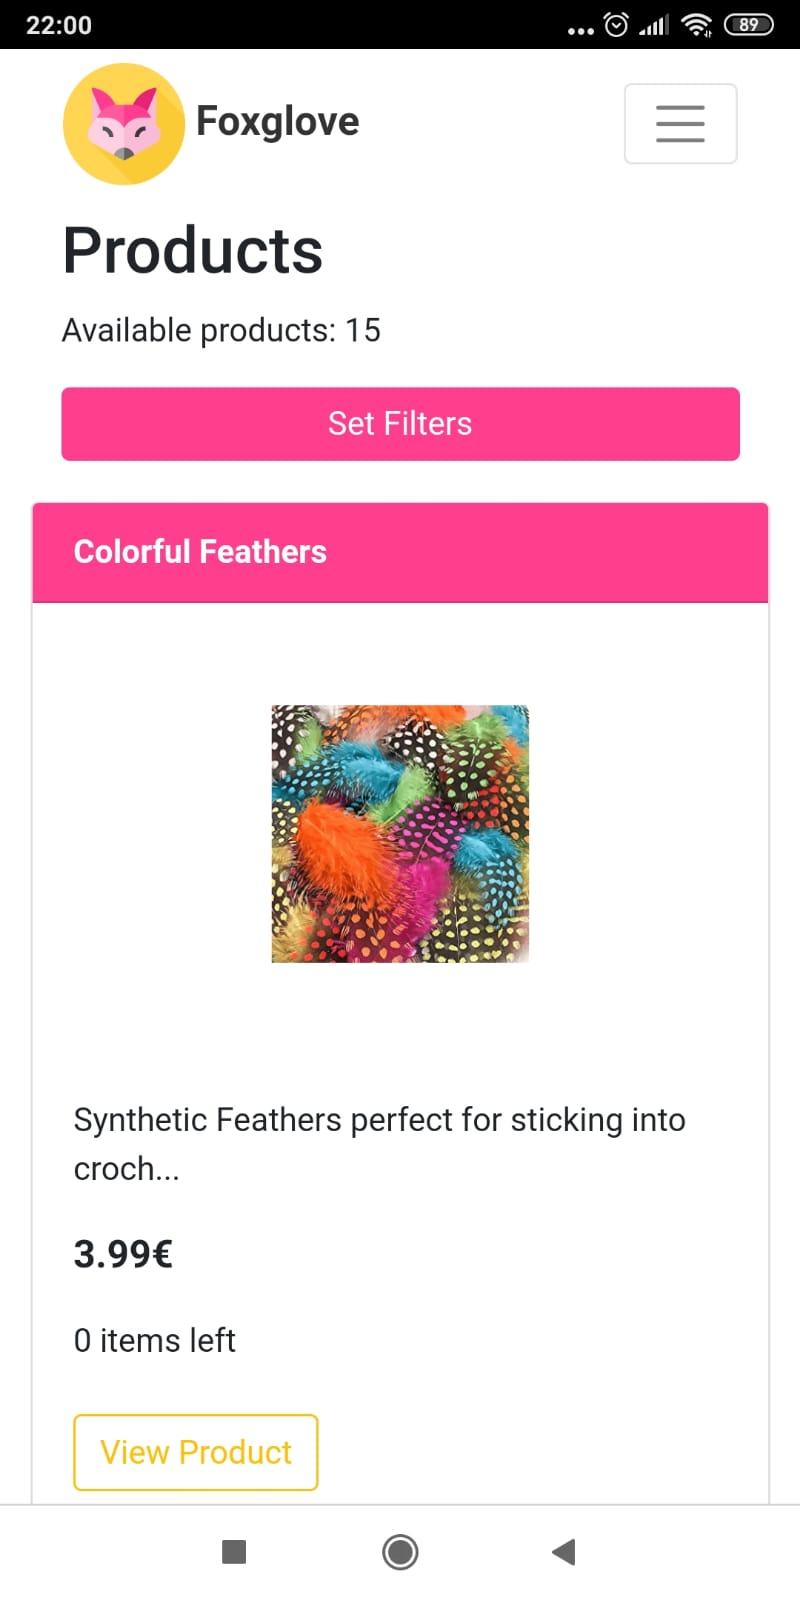 22:00
89
Foxglove
Products
Available products: 15
Set Filters
Colorful Feathers
Synthetic Feathers perfect for sticking into
croch...
3.99€
0 items left
View Product